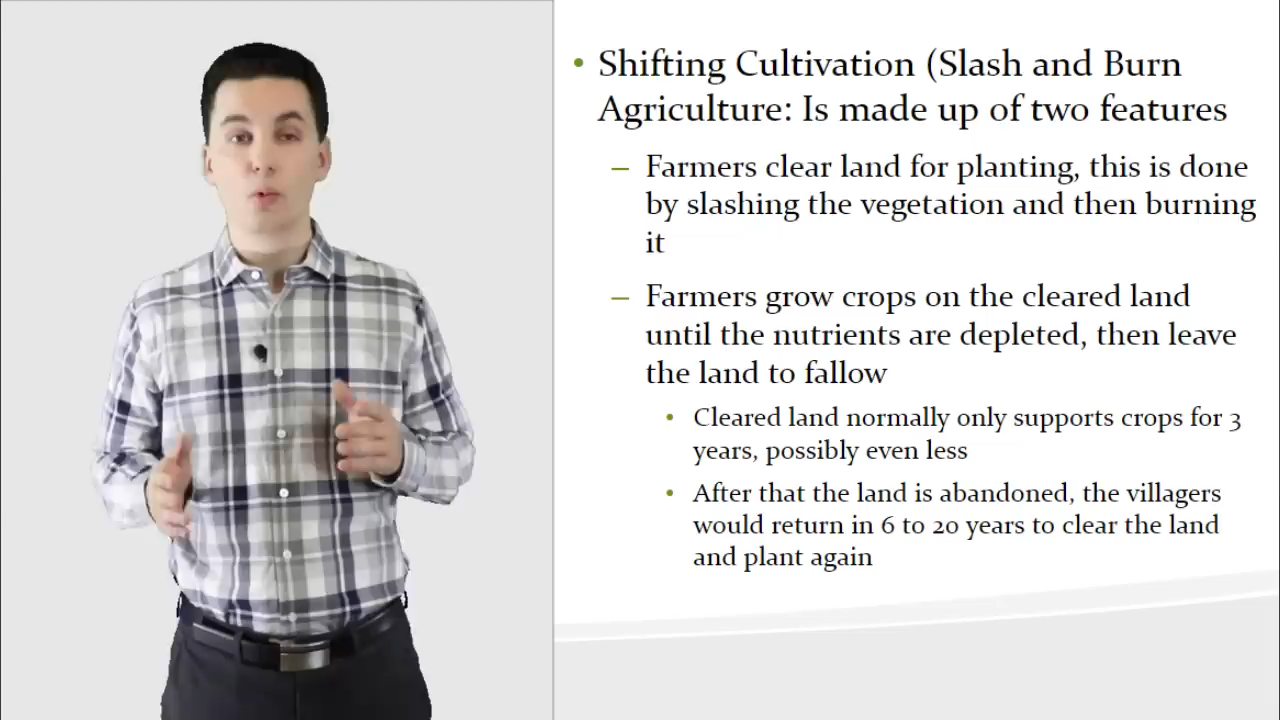 • Shifting Cultivation (Slash and Burn
Agriculture: Is made up of two features
– Farmers clear land for planting, this is done
by slashing the vegetation and then burning
it
– Farmers grow crops on the cleared land
until the nutrients are depleted, then leave
the land to fallow
• Cleared land normally only supports crops for 3
years, possibly even less
• After that the land is abandoned, the villagers
would return in 6 to 20 years to clear the land
and plant again